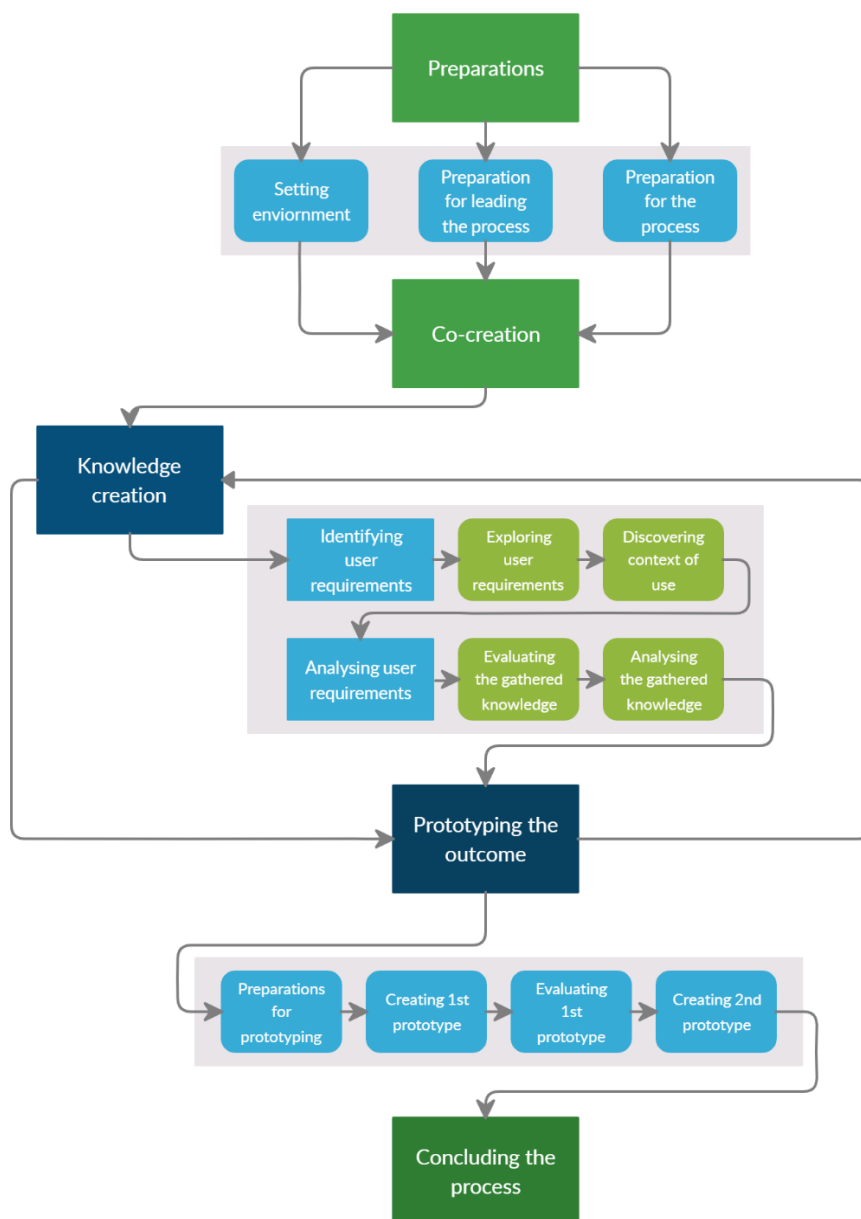 Preparations
Setting
enviornment
Preparation
for leading
the process
Preparation
for the
process
Co-creation
Knowledge
creation
Identifying
user
requirements
Exploring
user
requirements
Discovering
context of
use
Analysing user
requirements
Evaluating
the gathered
knowledge
Analysing
the gathered
knowledge
Prototyping the
outcome
Preparations
for
prototyping
Creating 1st
prototype
Evaluating
1st
prototype
Creating 2nd
prototype
Concluding the
process